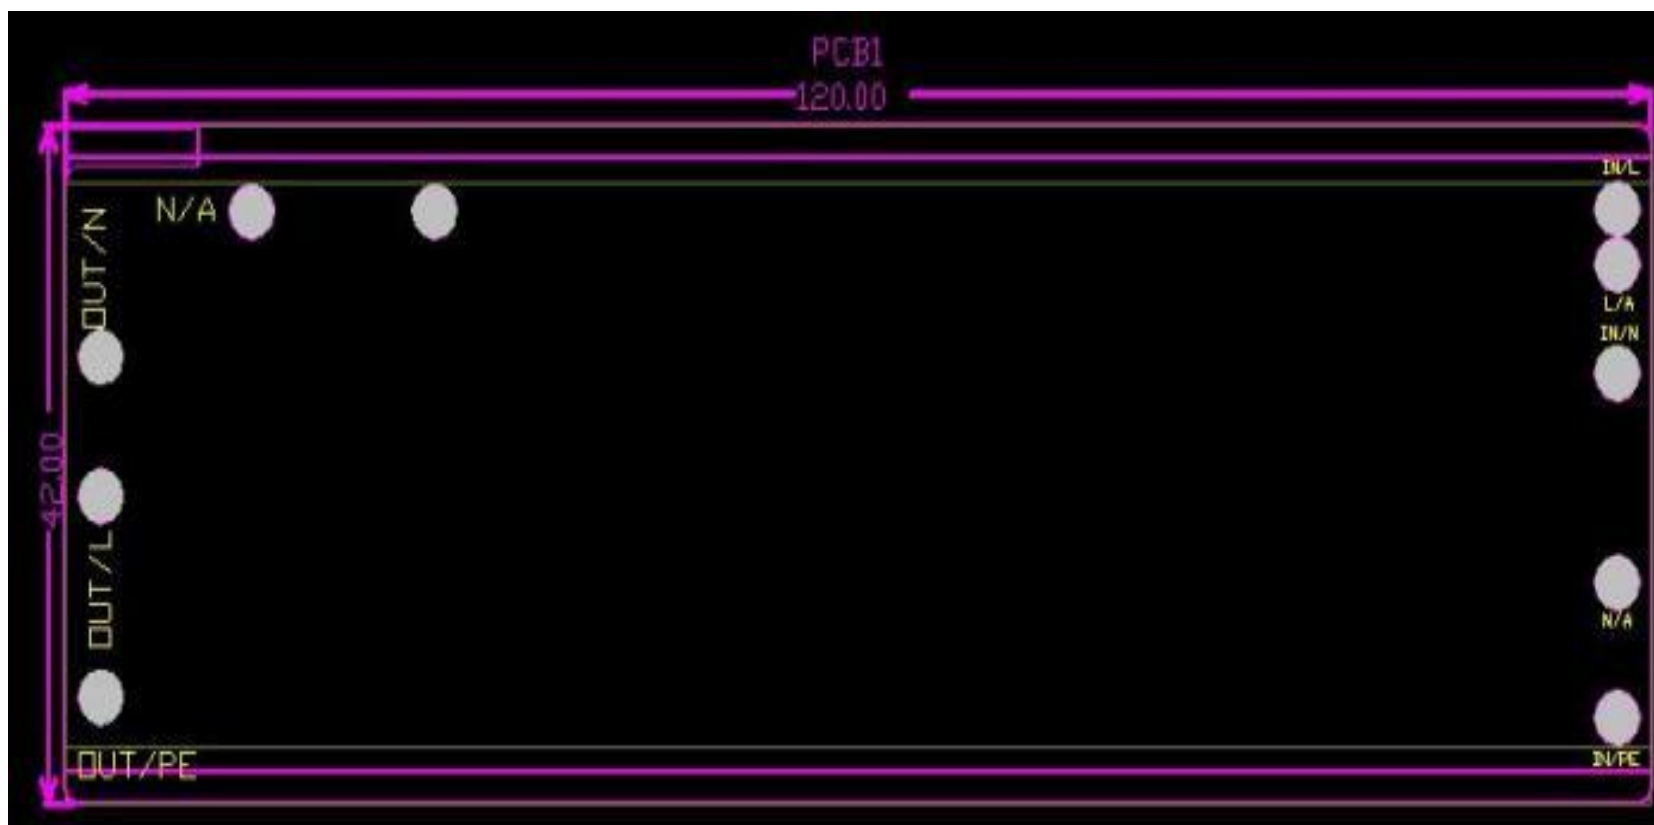 PCB1
120.00
IN/L
N/A
OUT/N
L/A
IN/N
42.00
OUT/L
N/A
OUT/PE
IN/PE